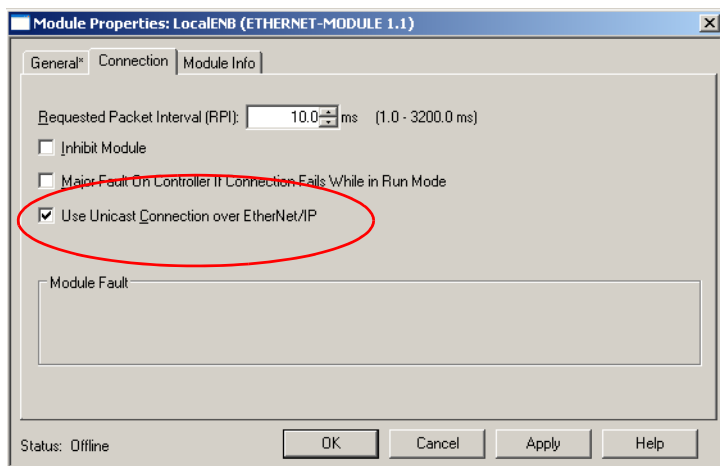 Module Properties: LocalENB (ETHERNET-MODULE 1.1)
General* Connection Module Info
Requested Packet Interval (RPI): 10.0 ms (1.0 - 3200.0 ms)
Inhibit Module
Major Fault On Controller If Connection Fails While in Run Mode
Use Unicast Connection over EtherNet/IP
Module Fault
Status: Offline OK Cancel Apply Help